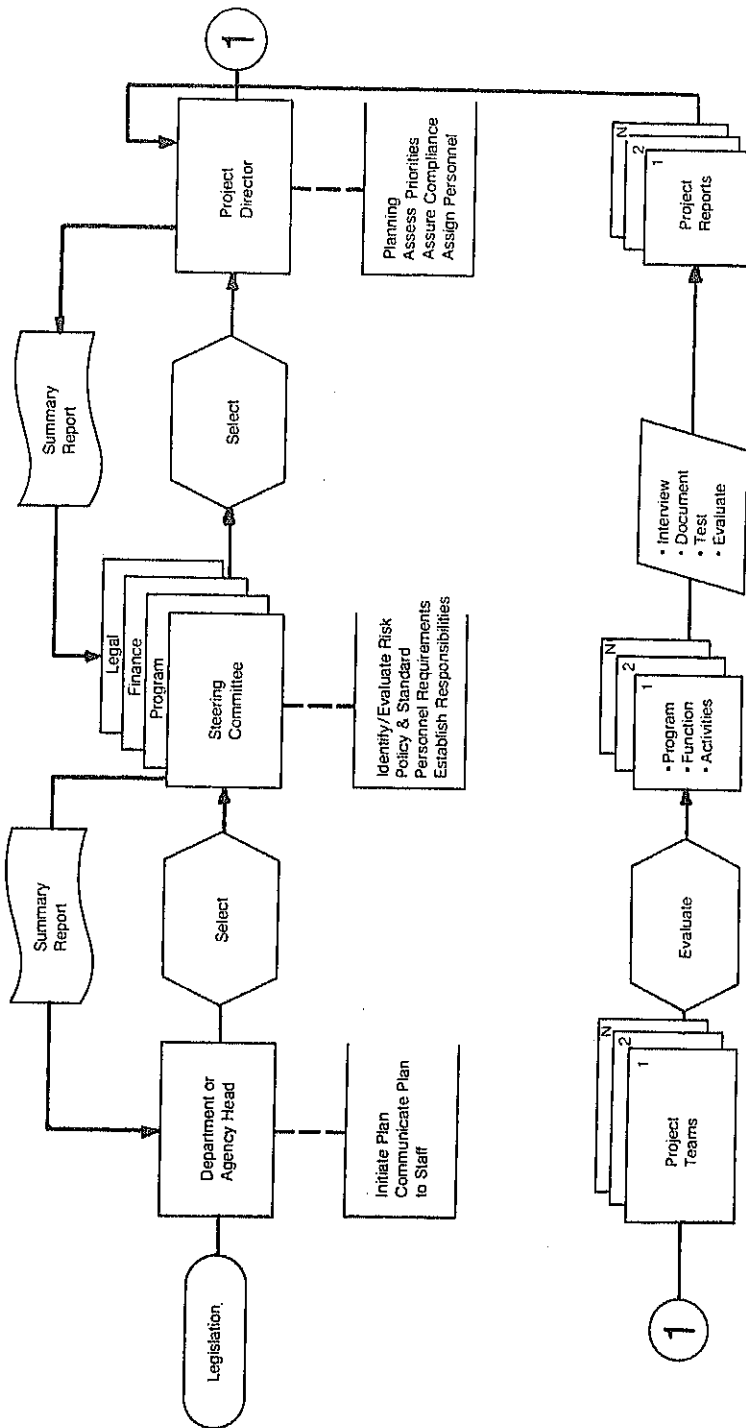 Legislation
Department or
Agency Head
Initiate Plan
Communicate Plan
to Staff
Summary
Report
Select
Legal
Finance
Program
Steering
Committee
Identify/Evaluate Risk
Policy & Standard
Personnel Requirements
Establish Responsibilities
Summary
Report
Select
Project
Director
Planning
Assess Priorities
Assure Compliance
Assign Personnel
1
1
N
2
1
Project
Teams
Evaluate
N
2
1
• Program
• Function
• Activities
• Interview
• Document
• Test
• Evaluate
N
2
1
Project
Reports